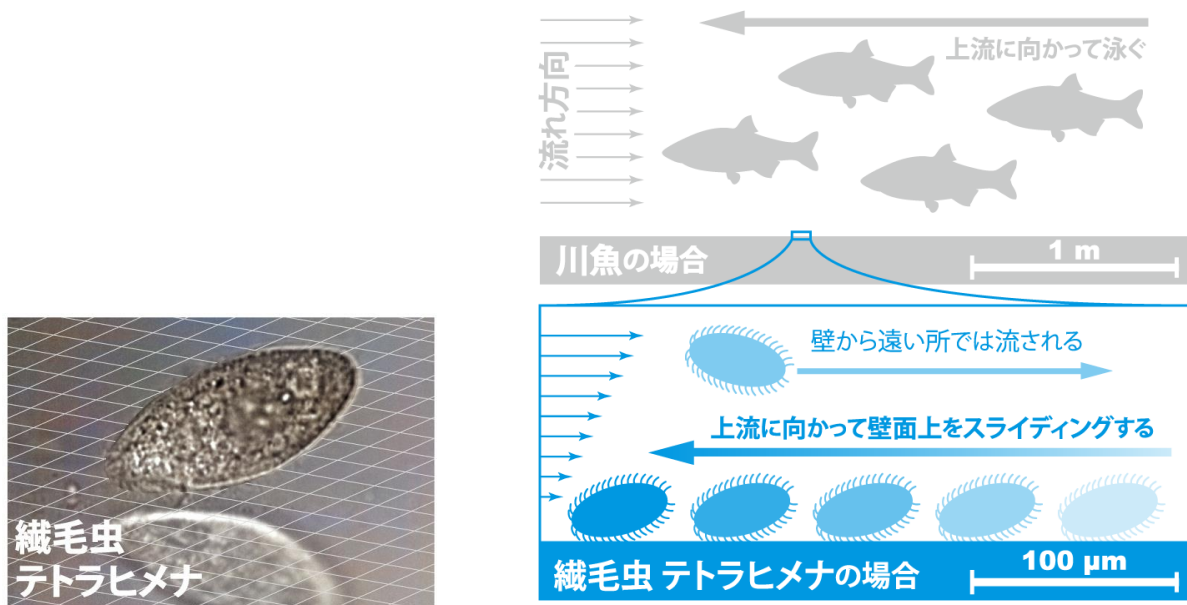 上流に向かって泳ぐ
流れ方向
川魚の場合
1 m
繊毛虫
テトラヒメナ
壁から遠い所では流される
上流に向かって壁面上をスライディングする
繊毛虫 テトラヒメナの場合
100 µm